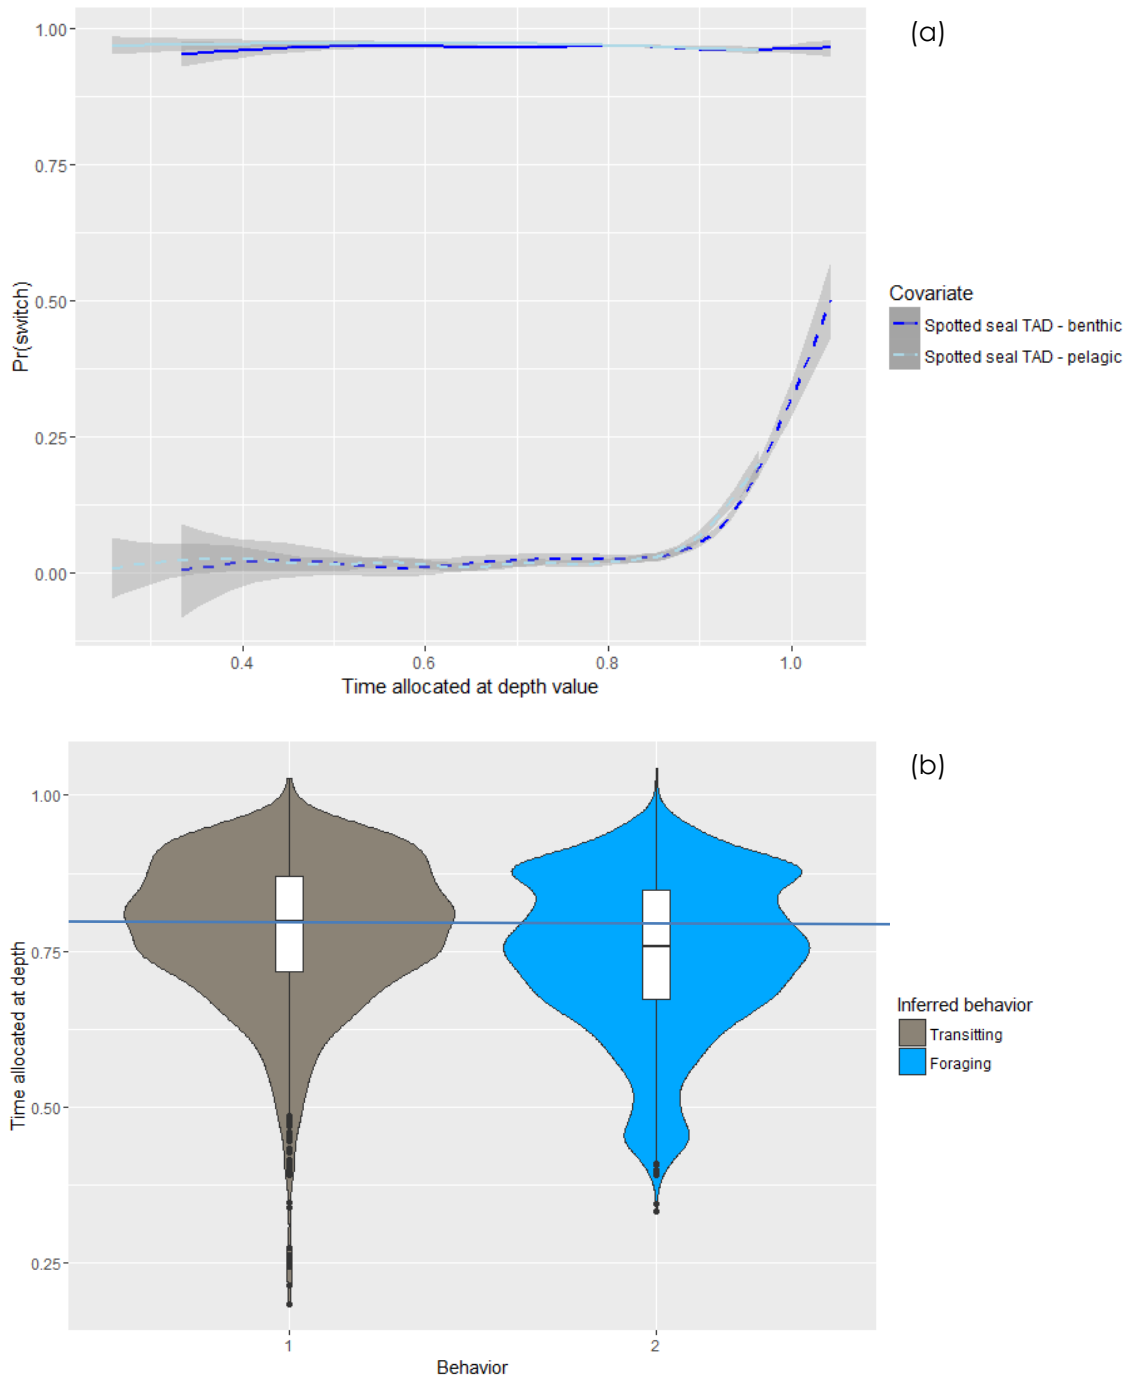 (a)
1.00
0.75
0.50
0.25
0.00
Pr(switch)
0.4 0.6 0.8 1.0
Time allocated at depth value
Covariate
Spotted seal TAD - benthic
Spotted seal TAD - pelagic
(b)
1.00
0.75
0.50
0.25
Time allocated at depth
1 2
Behavior
Inferred behavior
Transitting
Foraging